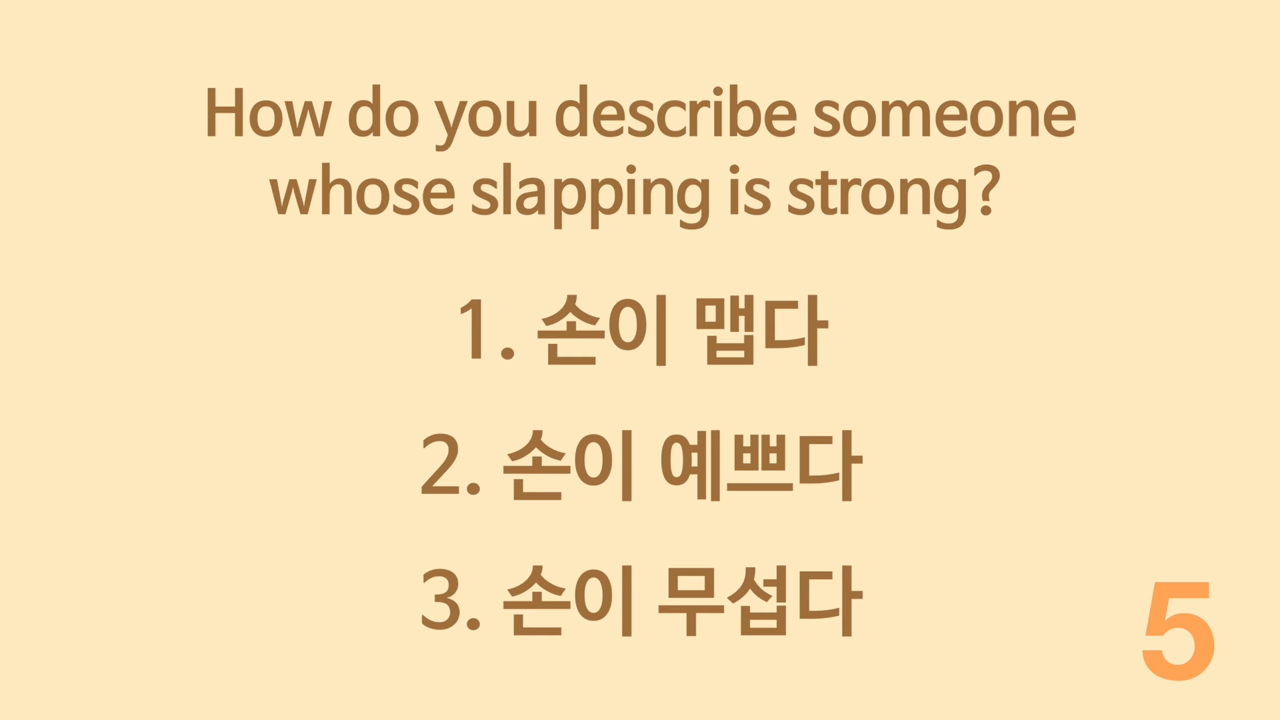 How do you describe someone
whose slapping is strong?
1. 손이 맵다
2. 손이 예쁘다
3. 손이 무섭다
5